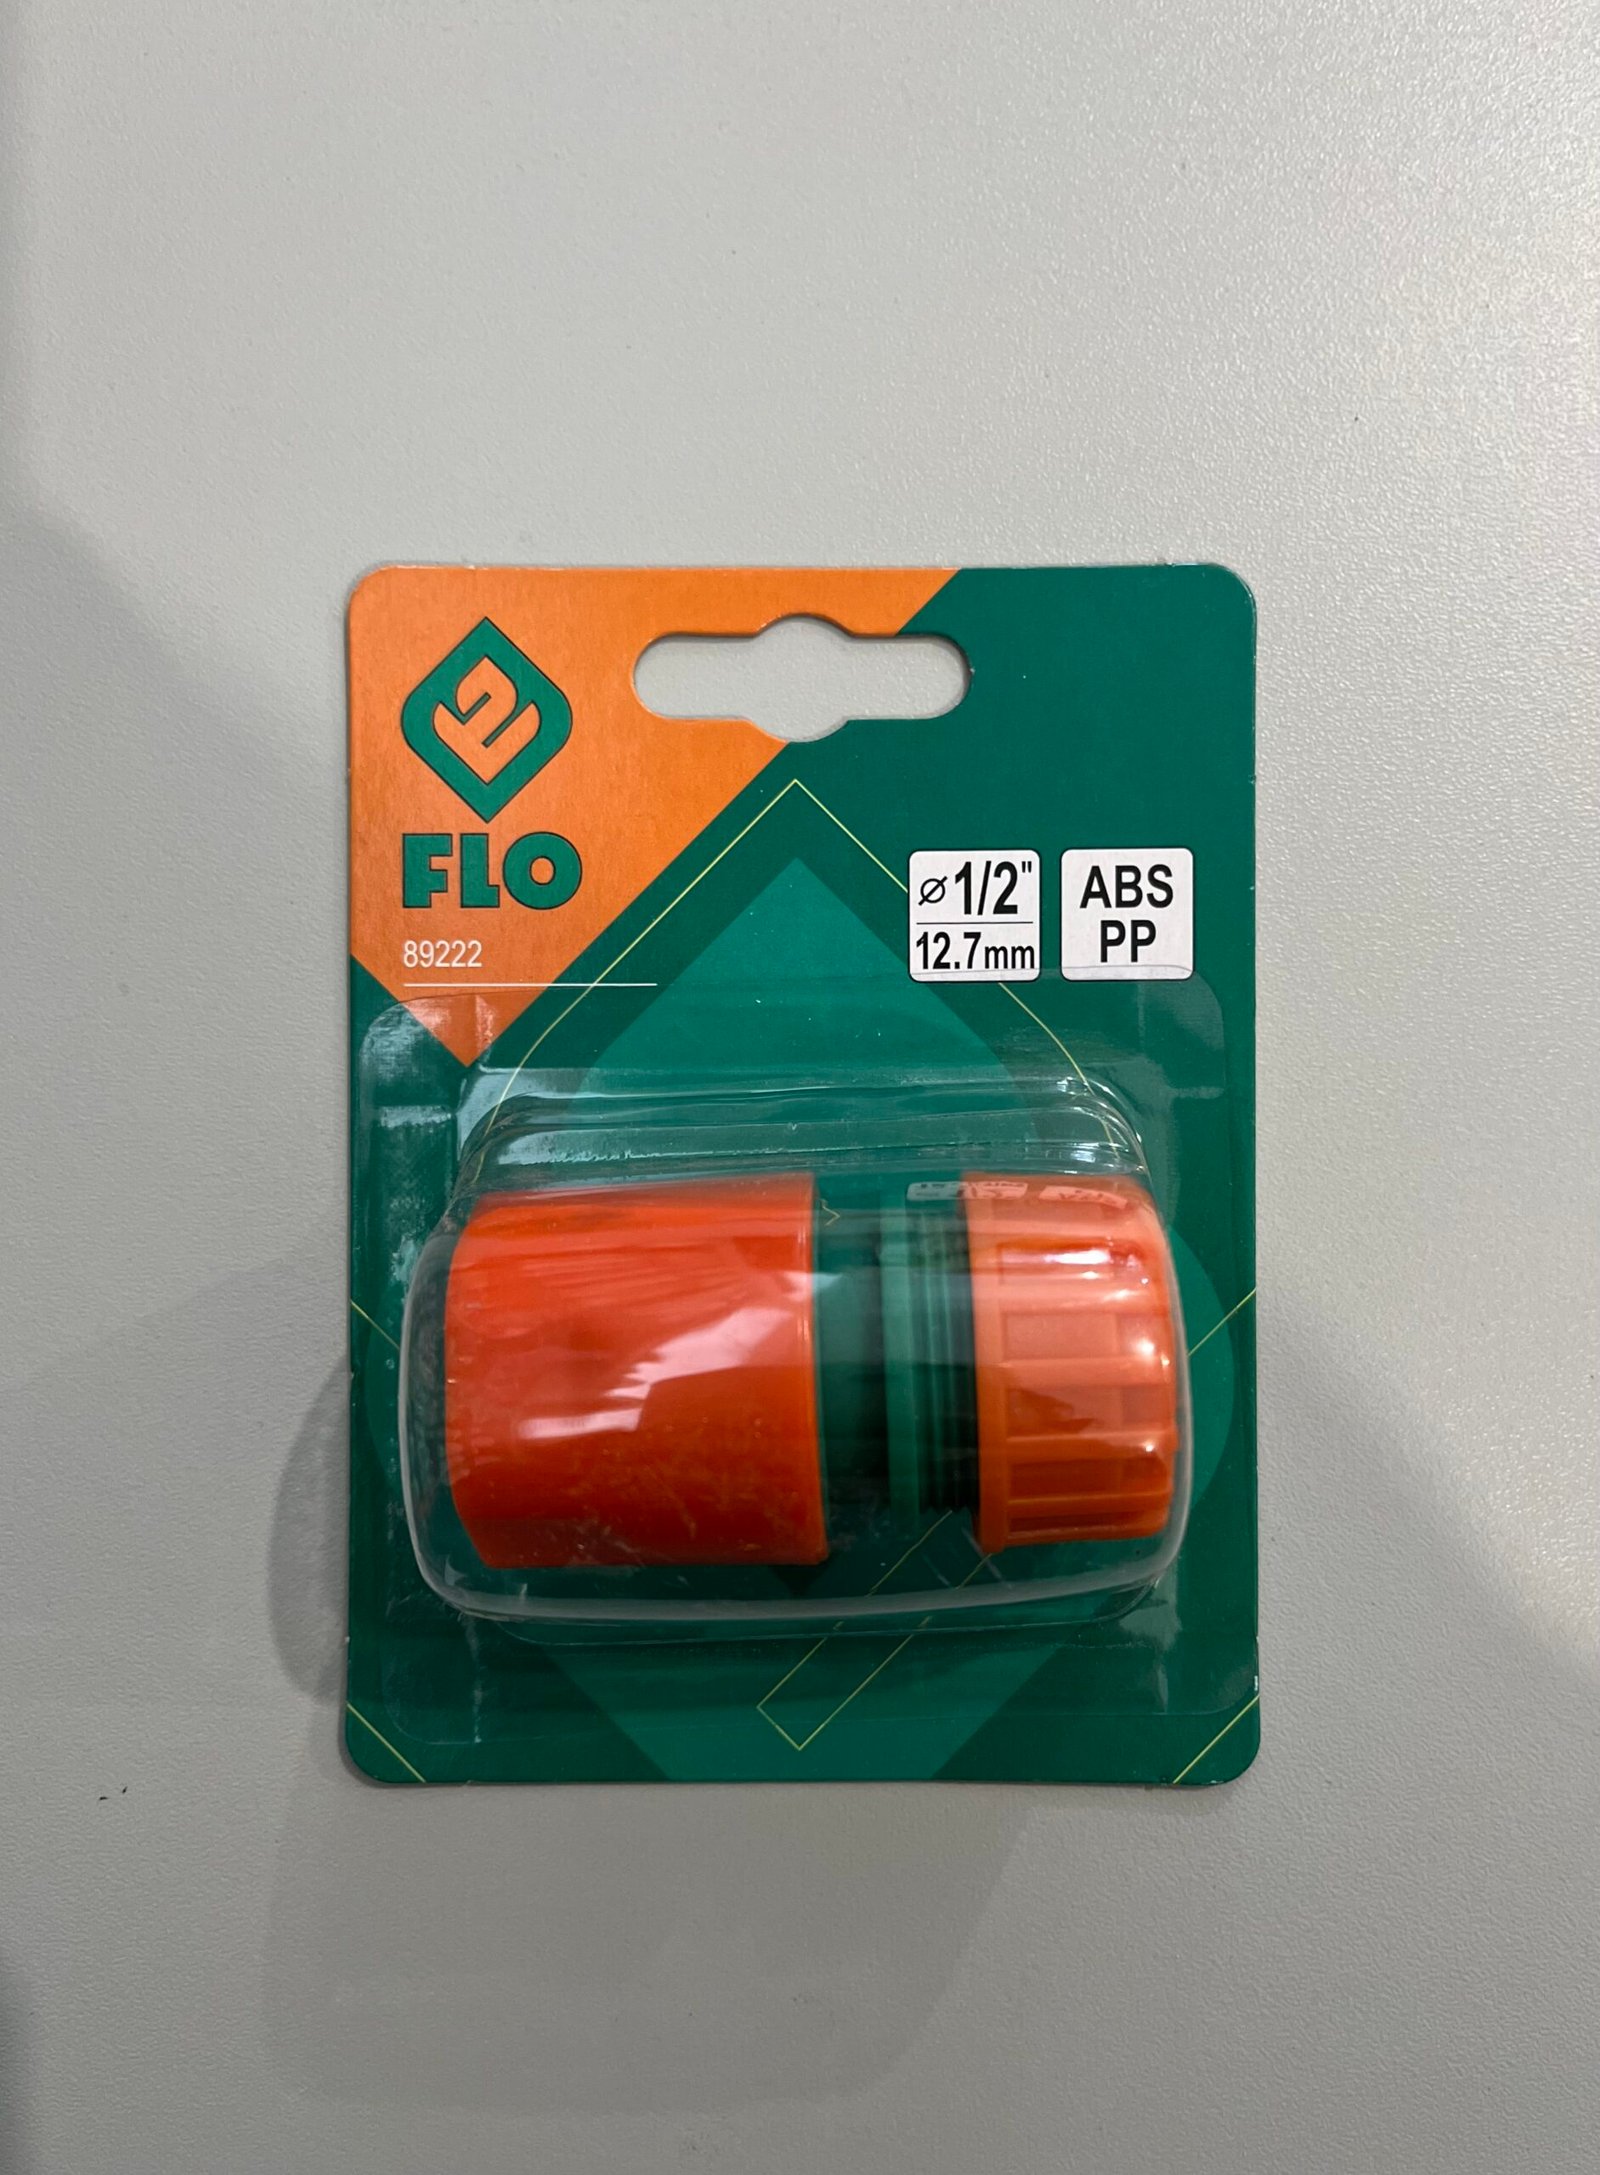 FLO
89222
⌀ 1/2"
12.7mm
ABS
PP